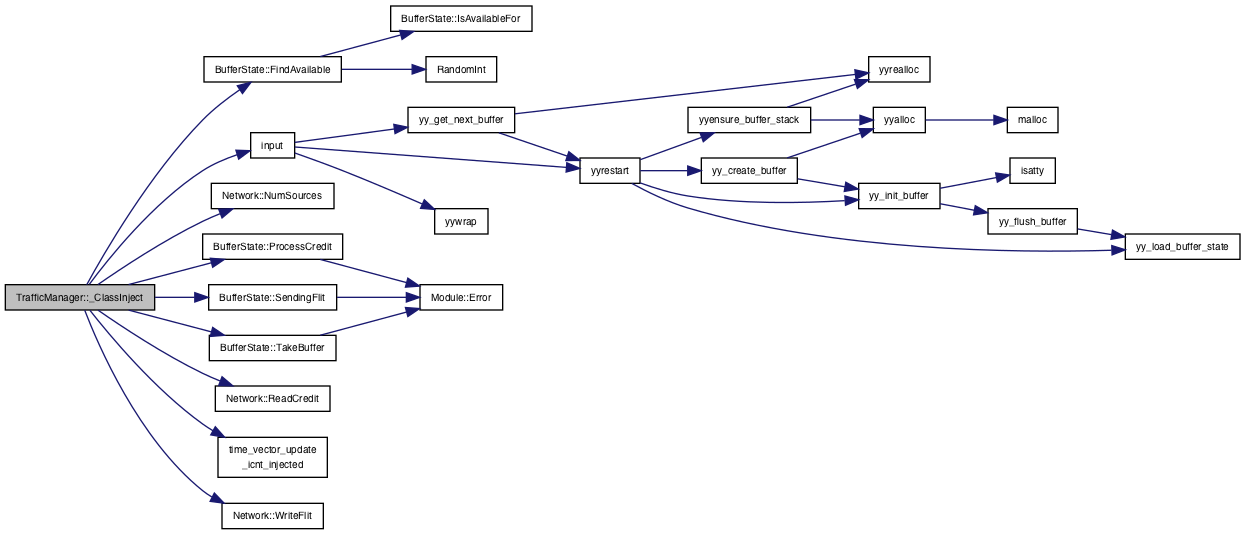 BufferState::IsAvailableFor
BufferState::FindAvailable
RandomInt
yyrealloc
yy_get_next_buffer
yyensure_buffer_stack
yyalloc
malloc
input
yyrestart
yy_create_buffer
isatty
Network::NumSources
yy_init_buffer
yywrap
yy_flush_buffer
BufferState::ProcessCredit
yy_load_buffer_state
TrafficManager::_ClassInject
BufferState::SendingFlit
Module::Error
BufferState::TakeBuffer
Network::ReadCredit
time_vector_update
_icnt_injected
Network::WriteFlit